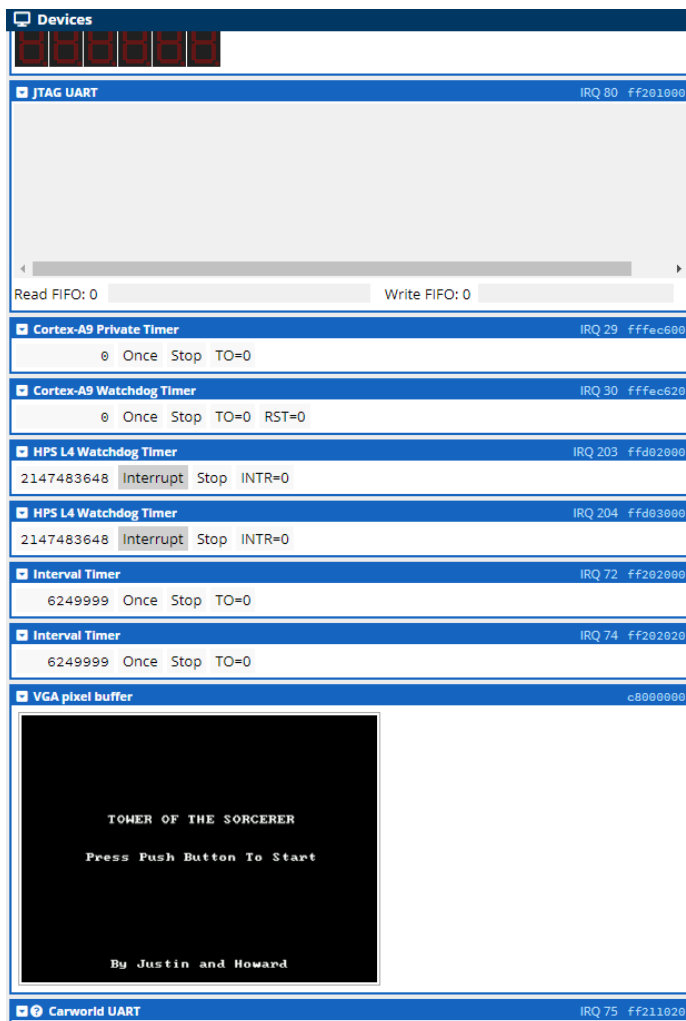 Devices
JTAG UART IRQ 80 ff201000
Read FIFO: 0 Write FIFO: 0
Cortex-A9 Private Timer IRQ 29 fffec600
0 Once Stop TO=0
Cortex-A9 Watchdog Timer IRQ 30 fffec620
0 Once Stop TO=0 RST=0
HPS L4 Watchdog Timer IRQ 203 ffd02000
2147483648 Interrupt Stop INTR=0
HPS L4 Watchdog Timer IRQ 204 ffd03000
2147483648 Interrupt Stop INTR=0
Interval Timer IRQ 72 ff202000
6249999 Once Stop TO=0
Interval Timer IRQ 74 ff202020
6249999 Once Stop TO=0
VGA pixel buffer c8000000
TOWER OF THE SORCERER
Press Push Button To Start
By Justin and Howard
Carworld UART IRQ 75 ff211020